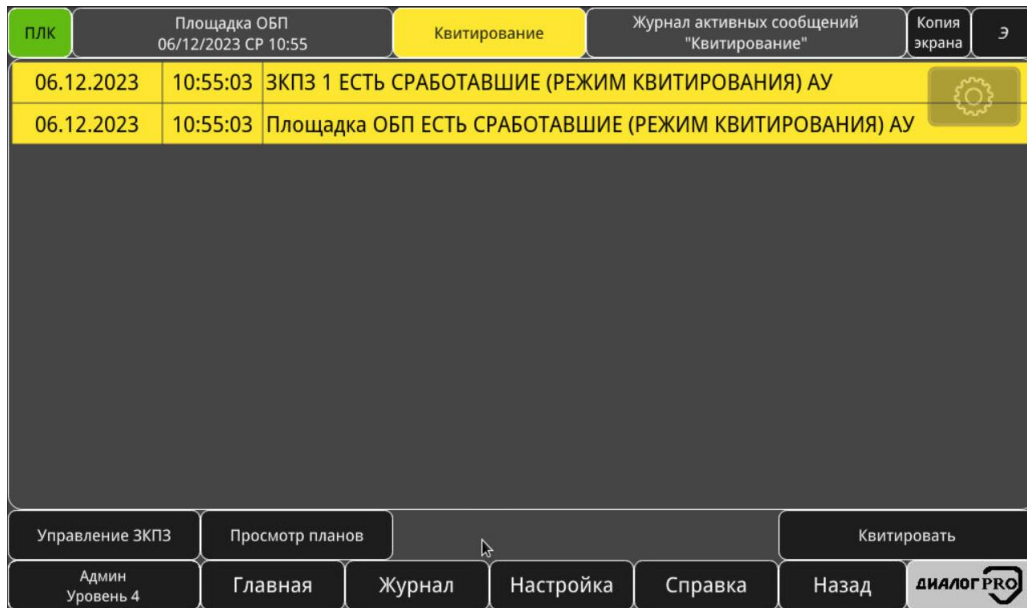 ПЛК
Площадка ОБП
06/12/2023 СР 10:55
Квитирование
Журнал активных сообщений
"Квитирование"
Копия
экрана
Э
06.12.2023 10:55:03 ЗКПЗ 1 ЕСТЬ СРАБОТАВШИЕ (РЕЖИМ КВИТИРОВАНИЯ) АУ
06.12.2023 10:55:03 Площадка ОБП ЕСТЬ СРАБОТАВШИЕ (РЕЖИМ КВИТИРОВАНИЯ) АУ
Управление ЗКПЗ
Просмотр планов
Квитировать
Админ
Уровень 4
Главная
Журнал
Настройка
Справка
Назад
ДИАЛОГ PRO